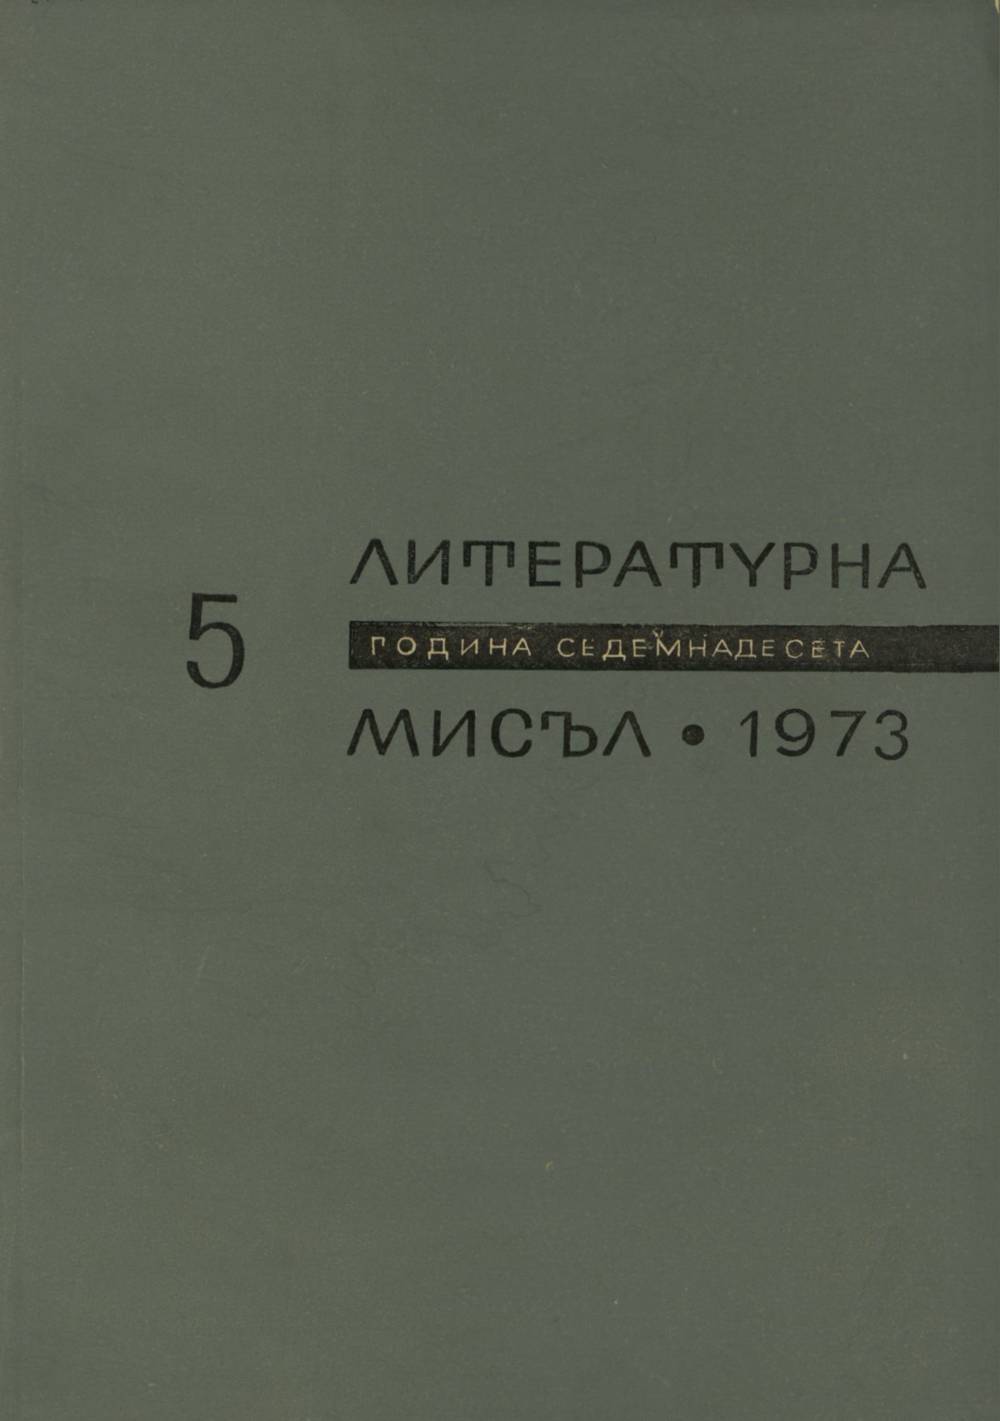 5
ЛИТЕРАТУРНА
ГОДИНА СЕДЕМНАДЕСЕТА
МИСЪЛ • 1973